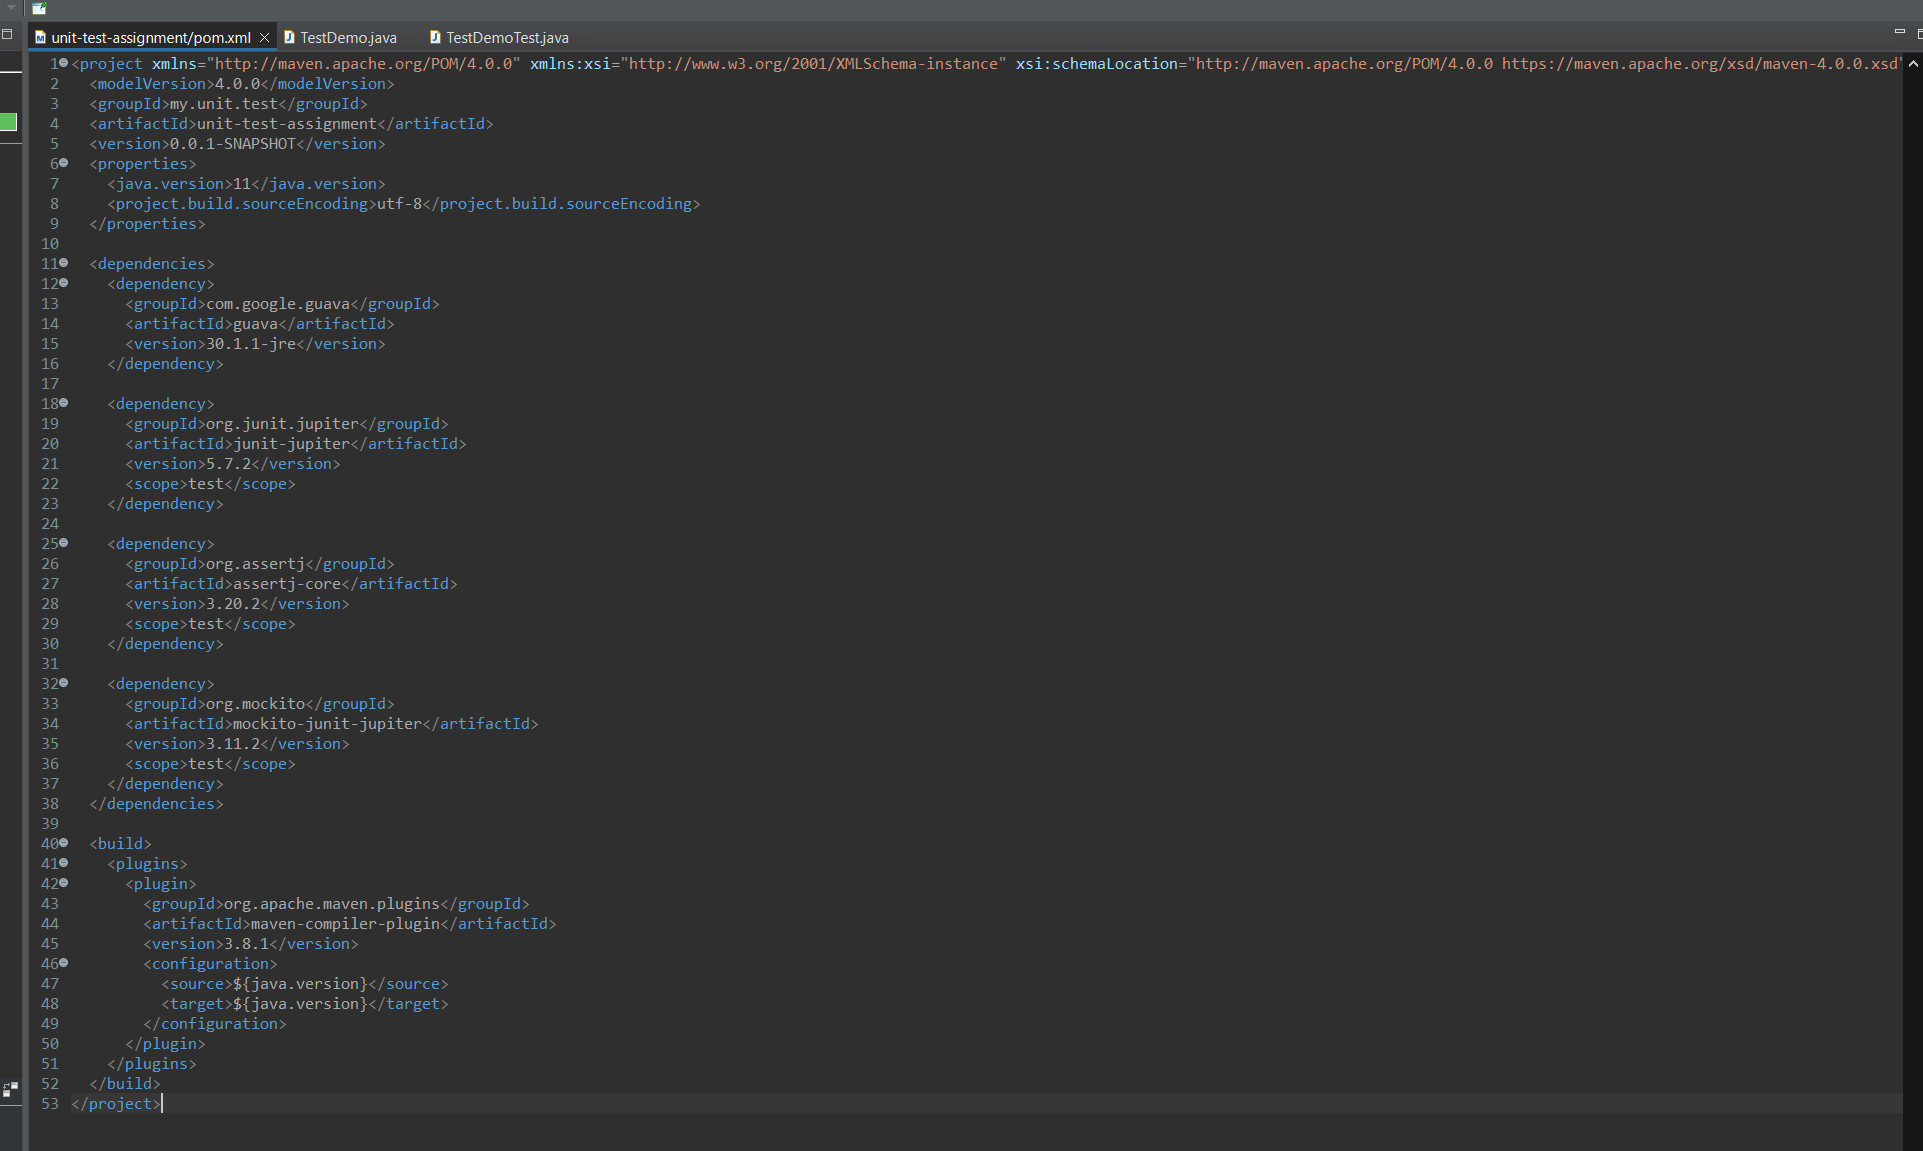 unit-test-assignment/pom.xml TestDemo.java TestDemoTest.java
1 <project xmlns="http://maven.apache.org/POM/4.0.0" xmlns:xsi="http://www.w3.org/2001/XMLSchema-instance" xsi:schemaLocation="http://maven.apache.org/POM/4.0.0 https://maven.apache.org/xsd/maven-4.0.0.xsd"
2   <modelVersion>4.0.0</modelVersion>
3   <groupId>my.unit.test</groupId>
4   <artifactId>unit-test-assignment</artifactId>
5   <version>0.0.1-SNAPSHOT</version>
6   <properties>
7     <java.version>11</java.version>
8     <project.build.sourceEncoding>utf-8</project.build.sourceEncoding>
9   </properties>
10
11   <dependencies>
12     <dependency>
13       <groupId>com.google.guava</groupId>
14       <artifactId>guava</artifactId>
15       <version>30.1.1-jre</version>
16     </dependency>
17
18     <dependency>
19       <groupId>org.junit.jupiter</groupId>
20       <artifactId>junit-jupiter</artifactId>
21       <version>5.7.2</version>
22       <scope>test</scope>
23     </dependency>
24
25     <dependency>
26       <groupId>org.assertj</groupId>
27       <artifactId>assertj-core</artifactId>
28       <version>3.20.2</version>
29       <scope>test</scope>
30     </dependency>
31
32     <dependency>
33       <groupId>org.mockito</groupId>
34       <artifactId>mockito-junit-jupiter</artifactId>
35       <version>3.11.2</version>
36       <scope>test</scope>
37     </dependency>
38   </dependencies>
39
40   <build>
41     <plugins>
42       <plugin>
43         <groupId>org.apache.maven.plugins</groupId>
44         <artifactId>maven-compiler-plugin</artifactId>
45         <version>3.8.1</version>
46         <configuration>
47           <source>${java.version}</source>
48           <target>${java.version}</target>
49         </configuration>
50       </plugin>
51     </plugins>
52   </build>
53 </project>